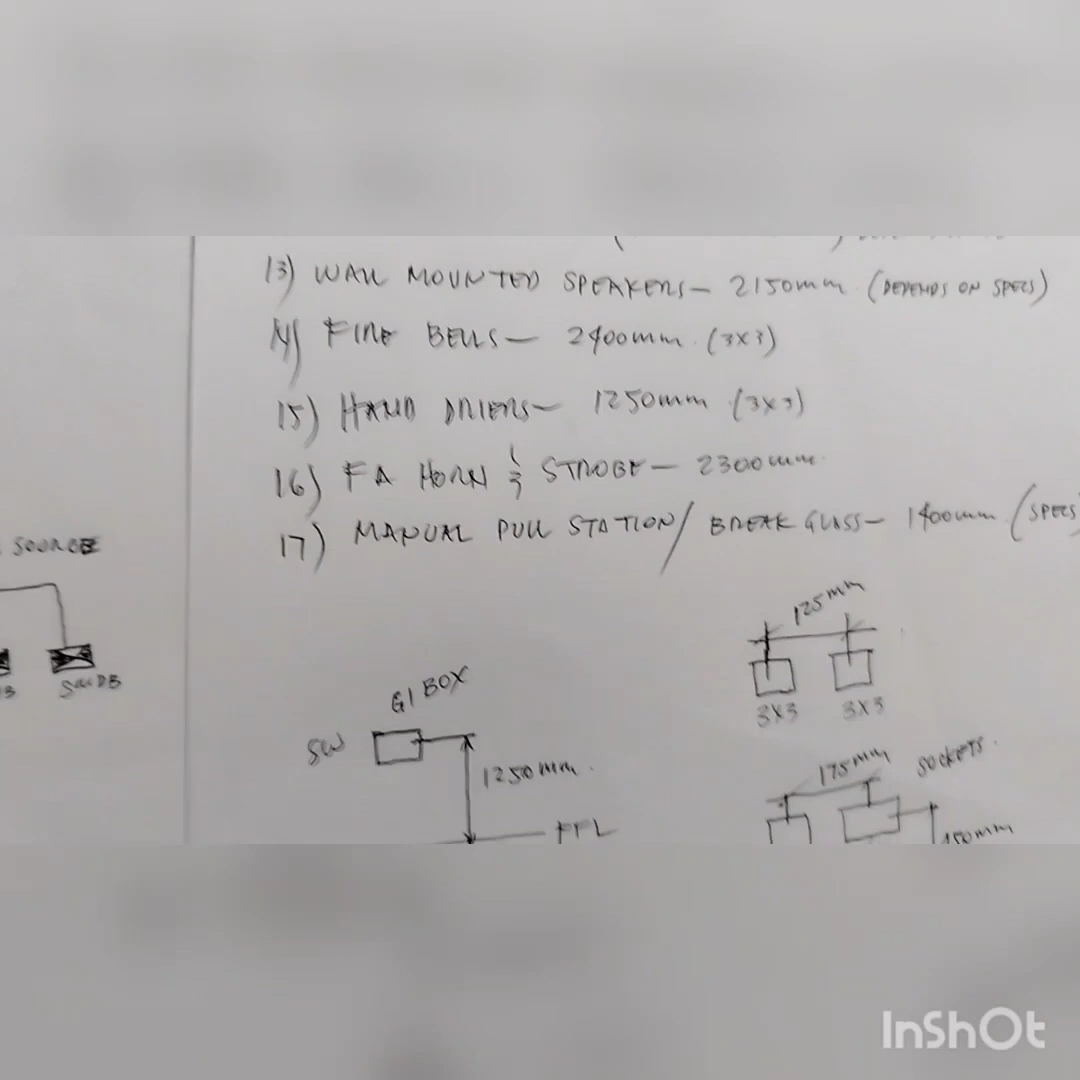 13) WALL MOUNTED SPEAKERS - 2150mm (DEPENDS ON SPECS)
14) FIRE BELLS - 2400mm. (3X3)
15) HAND DRIERS - 1250mm (3X3)
16) FA HORN & STROBE - 2300mm
17) MANUAL PULL STATION / BREAK GLASS - 1400mm (SPECS
SOURCE
SMDB
GI BOX
SW
1250mm.
FFL
125mm
3X3 3X3
175mm SOCKETS.